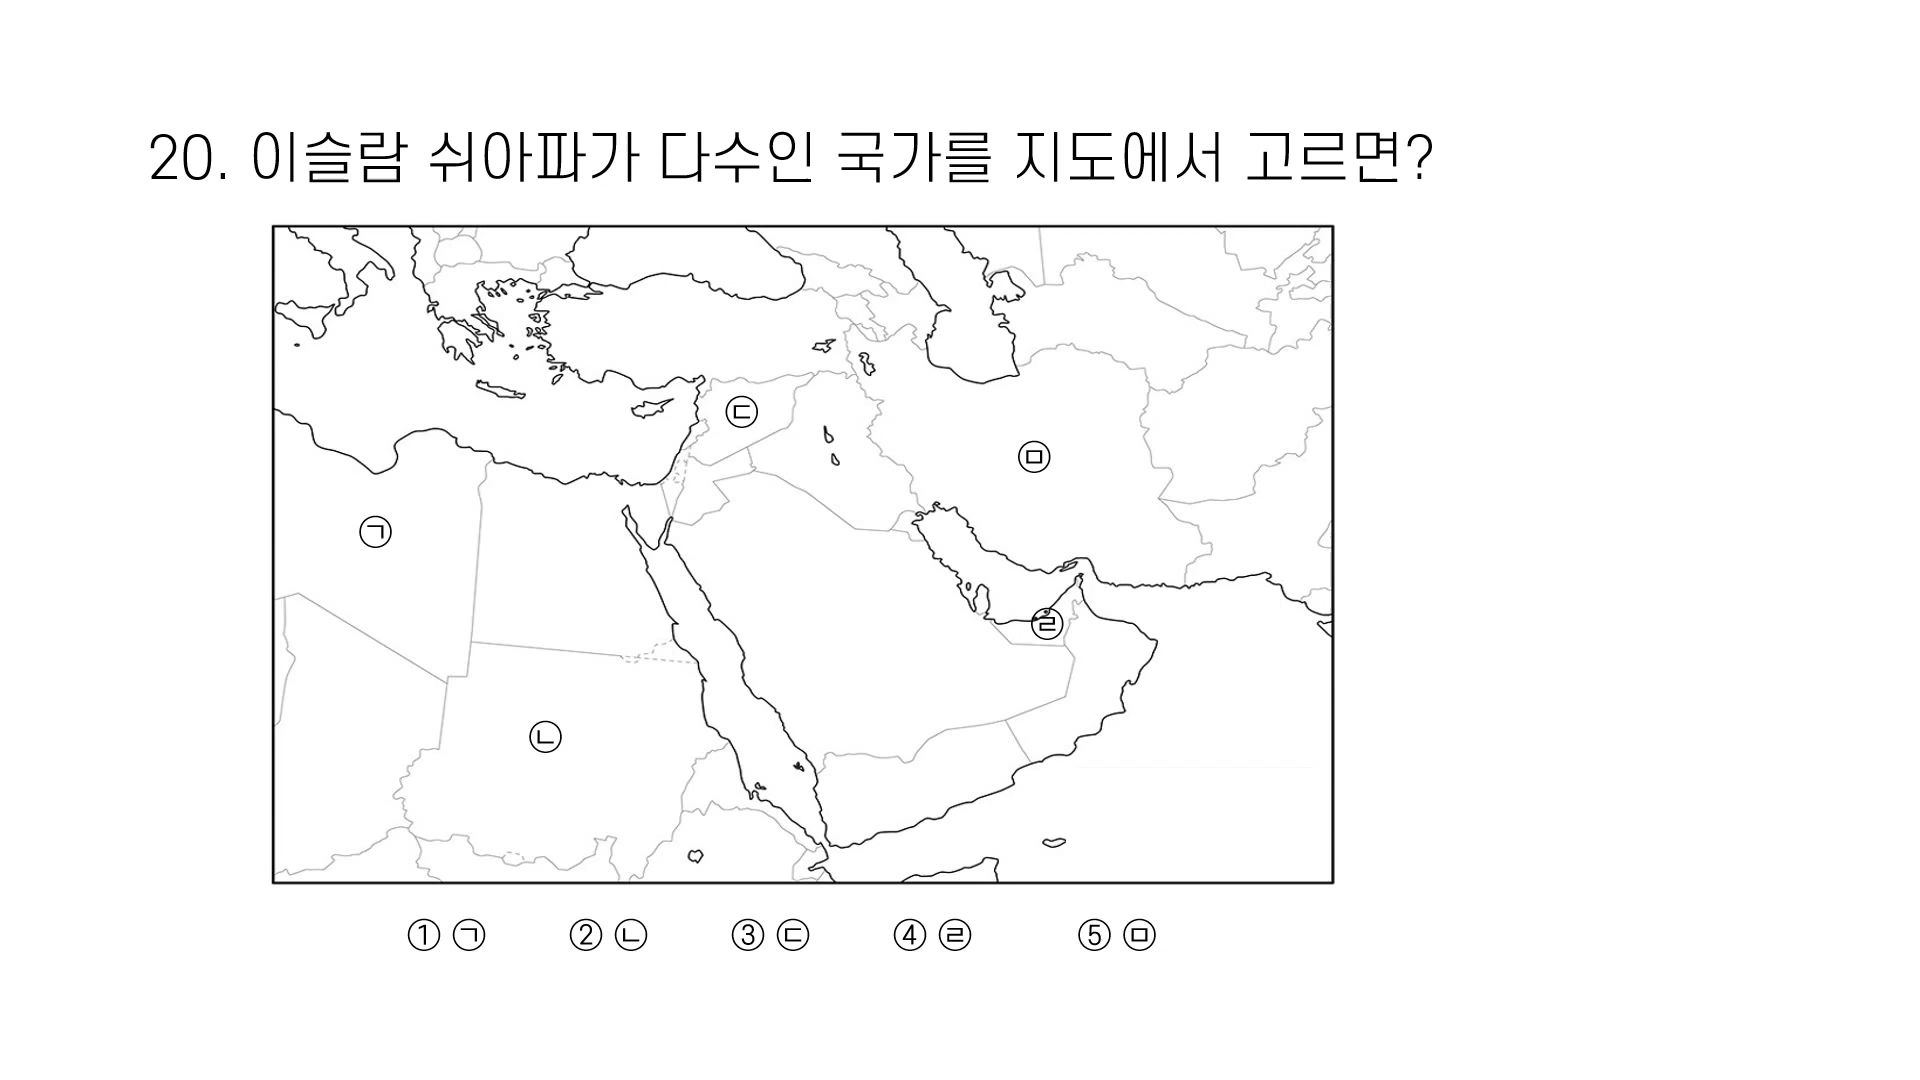 20. 이슬람 쉬아파가 다수인 국가를 지도에서 고르면?
㉢
㉤
㉠
㉣
㉡
① ㉠ ② ㉡ ③ ㉢ ④ ㉣ ⑤ ㉤